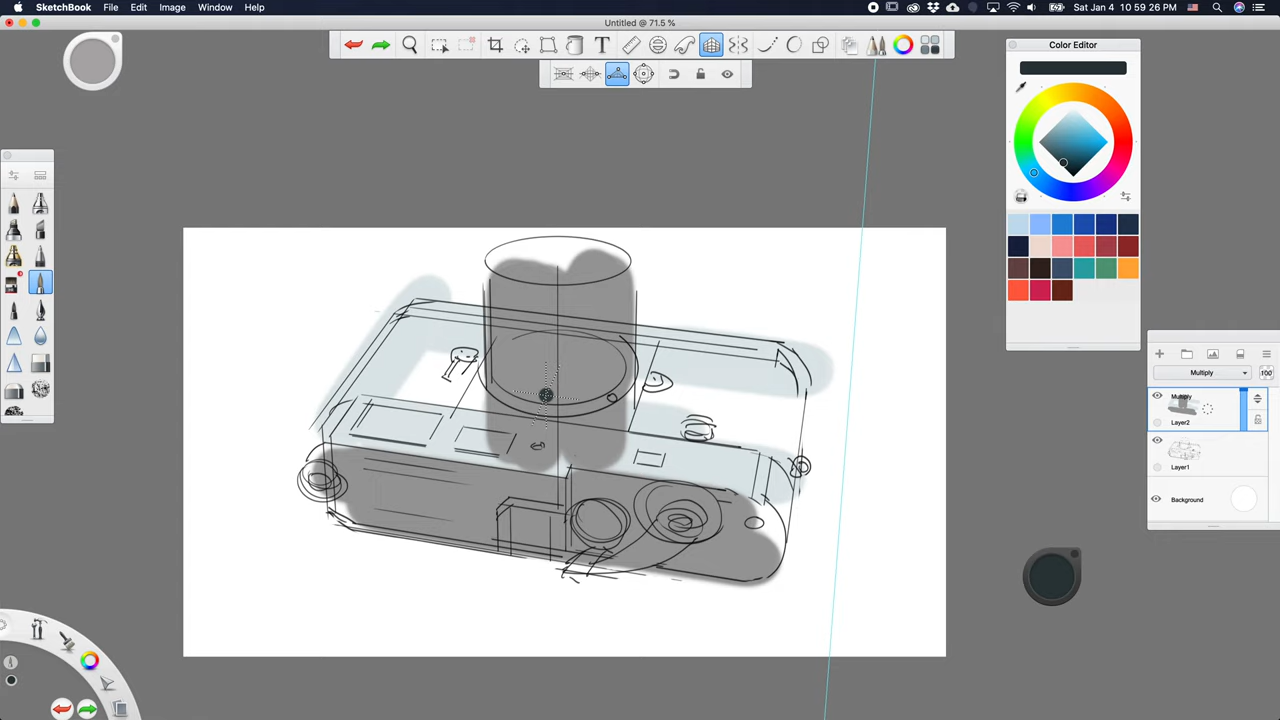 SketchBook File Edit Image Window Help
Sat Jan 4 10:59:26 PM
Untitled @ 71.5 %
T
Color Editor
Multiply
100
Multiply
Layer2
Layer1
Background